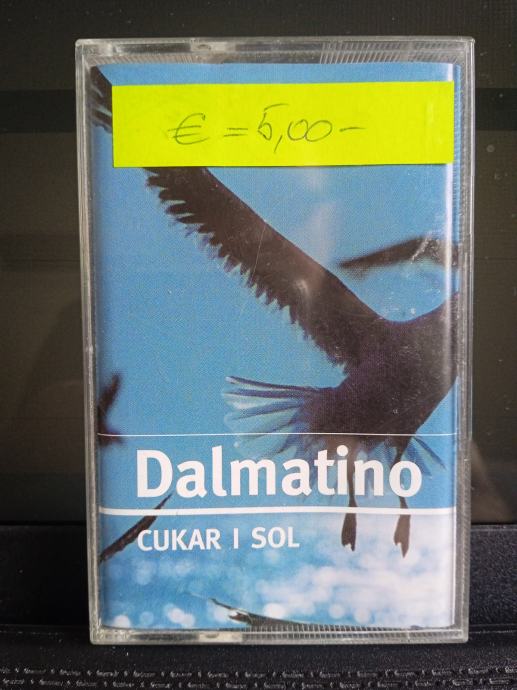 € = 5,00-
Dalmatino
CUKAR I SOL